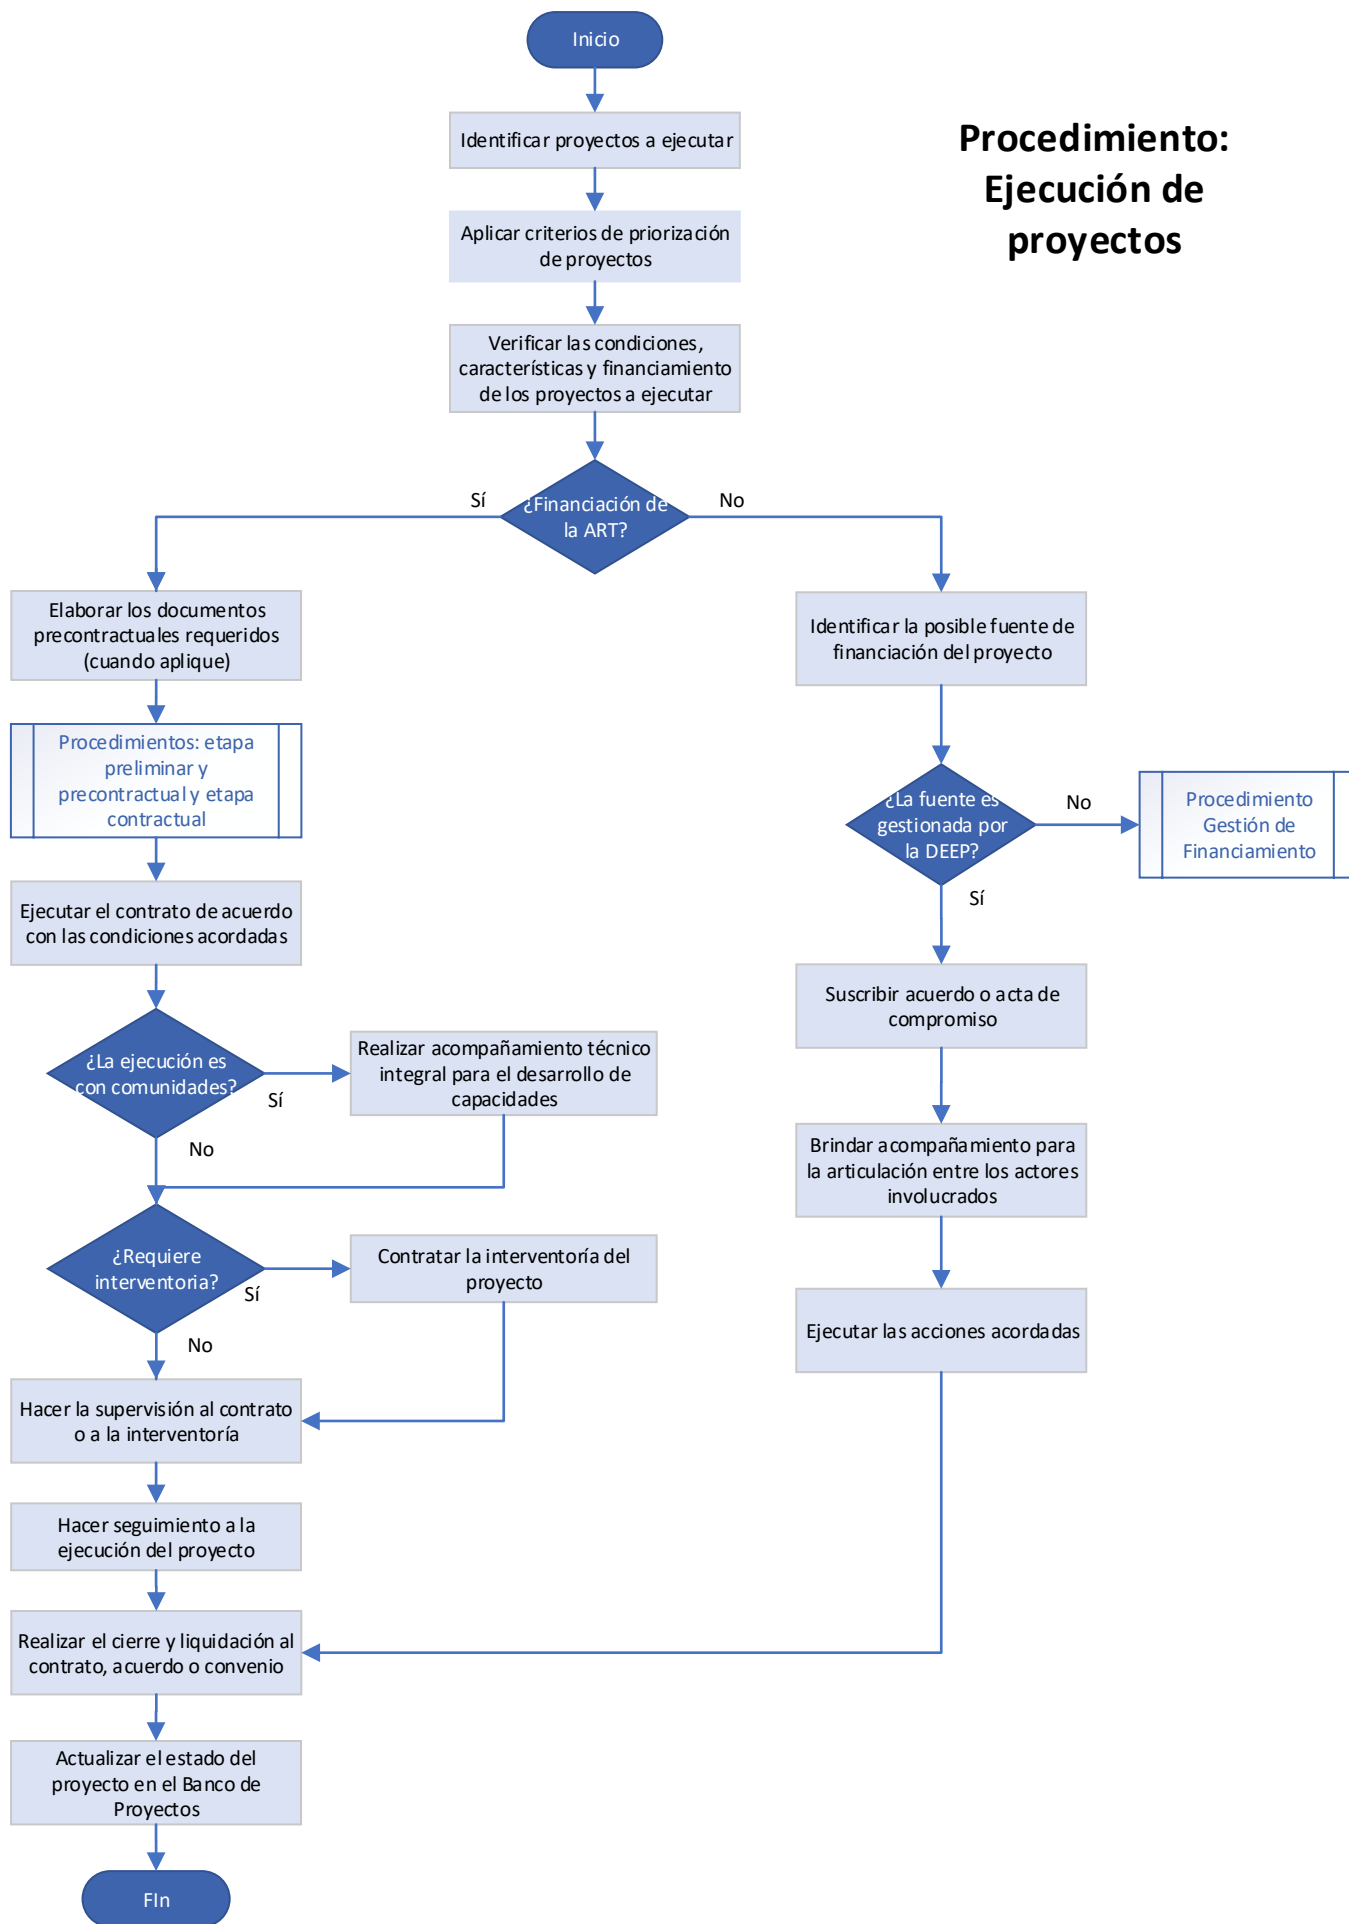 Inicio
Procedimiento:
Ejecución de
proyectos
Identificar proyectos a ejecutar
Aplicar criterios de priorización
de proyectos
Verificar las condiciones,
características y financiamiento
de los proyectos a ejecutar
¿Financiación de
la ART?
Sí
No
Elaborar los documentos
precontractuales requeridos
(cuando aplique)
Identificar la posible fuente de
financiación del proyecto
Procedimientos: etapa
preliminar y
precontractual y etapa
contractual
¿La fuente es
gestionada por
la DEEP?
No
Sí
Procedimiento
Gestión de
Financiamiento
Ejecutar el contrato de acuerdo
con las condiciones acordadas
Suscribir acuerdo o acta de
compromiso
¿La ejecución es
con comunidades?
Sí
No
Realizar acompañamiento técnico
integral para el desarrollo de
capacidades
Brindar acompañamiento para
la articulación entre los actores
involucrados
¿Requiere
interventoria?
Sí
No
Contratar la interventoría del
proyecto
Ejecutar las acciones acordadas
Hacer la supervisión al contrato
o a la interventoría
Hacer seguimiento a la
ejecución del proyecto
Realizar el cierre y liquidación al
contrato, acuerdo o convenio
Actualizar el estado del
proyecto en el Banco de
Proyectos
FIn